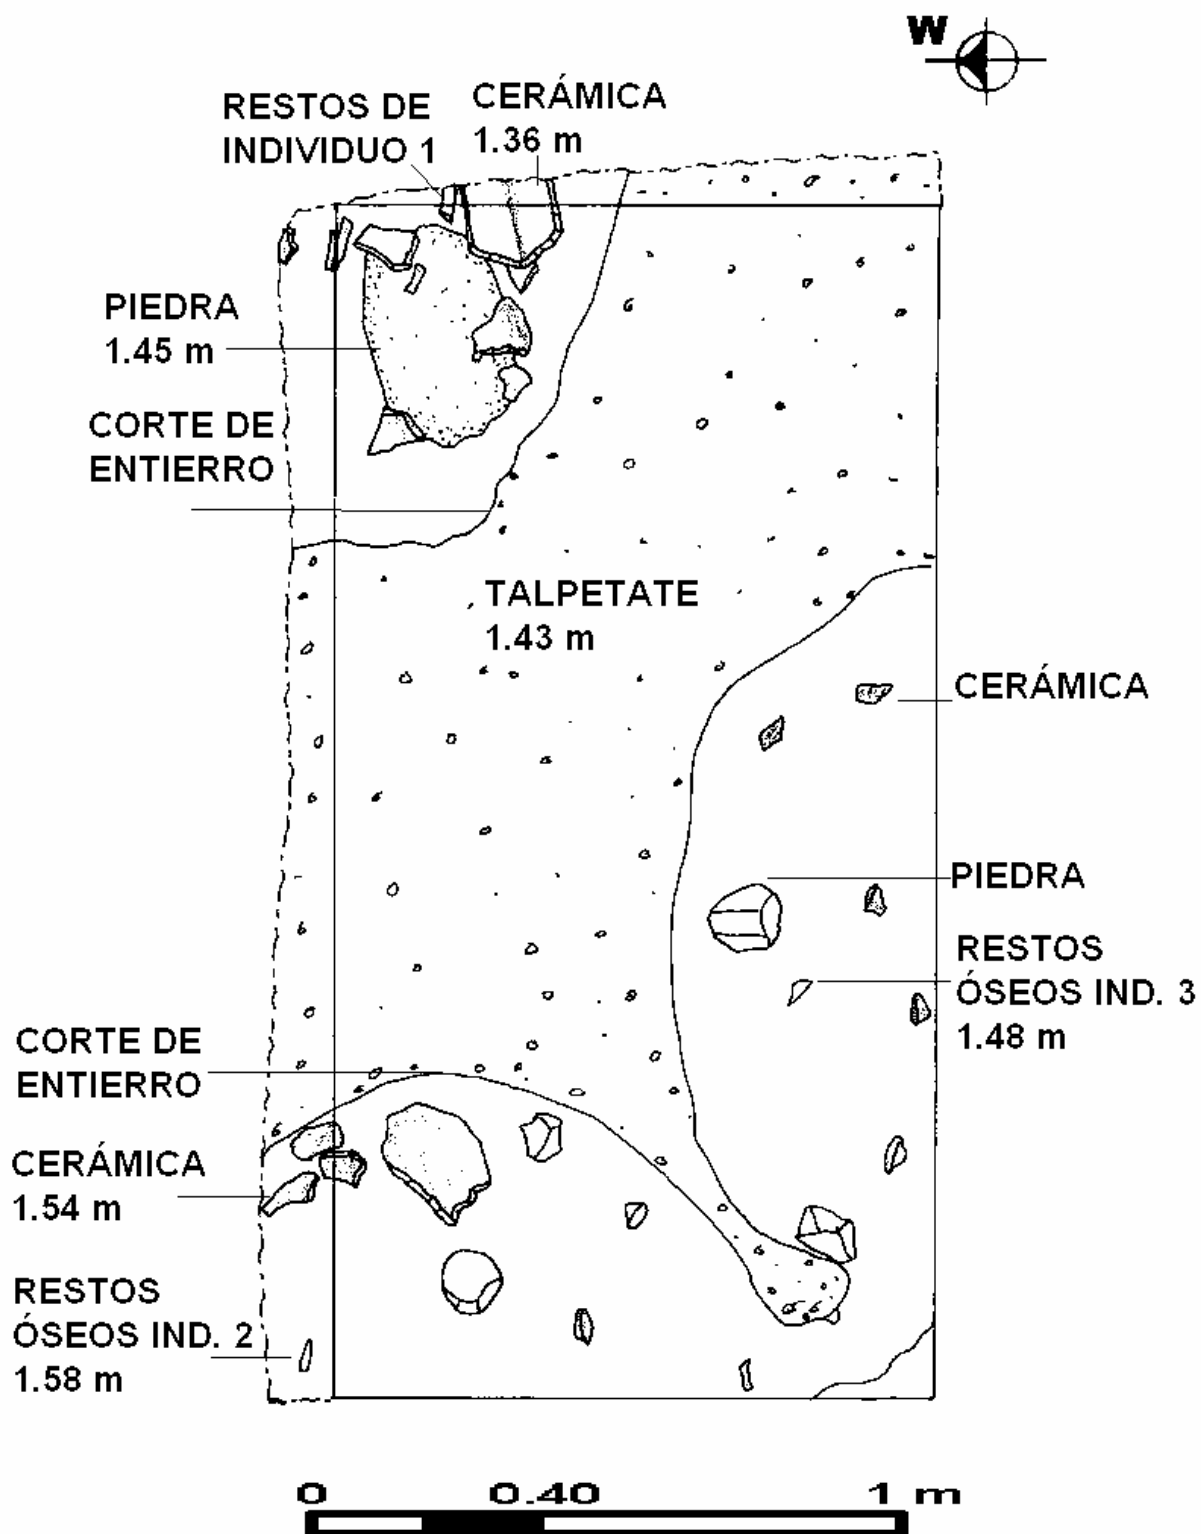 W
RESTOS DE
INDIVIDUO 1
CERÁMICA
1.36 m
PIEDRA
1.45 m
CORTE DE
ENTIERRO
TALPETATE
1.43 m
CERÁMICA
PIEDRA
RESTOS
ÓSEOS IND. 3
1.48 m
CORTE DE
ENTIERRO
CERÁMICA
1.54 m
RESTOS
ÓSEOS IND. 2
1.58 m
0 0.40 1 m